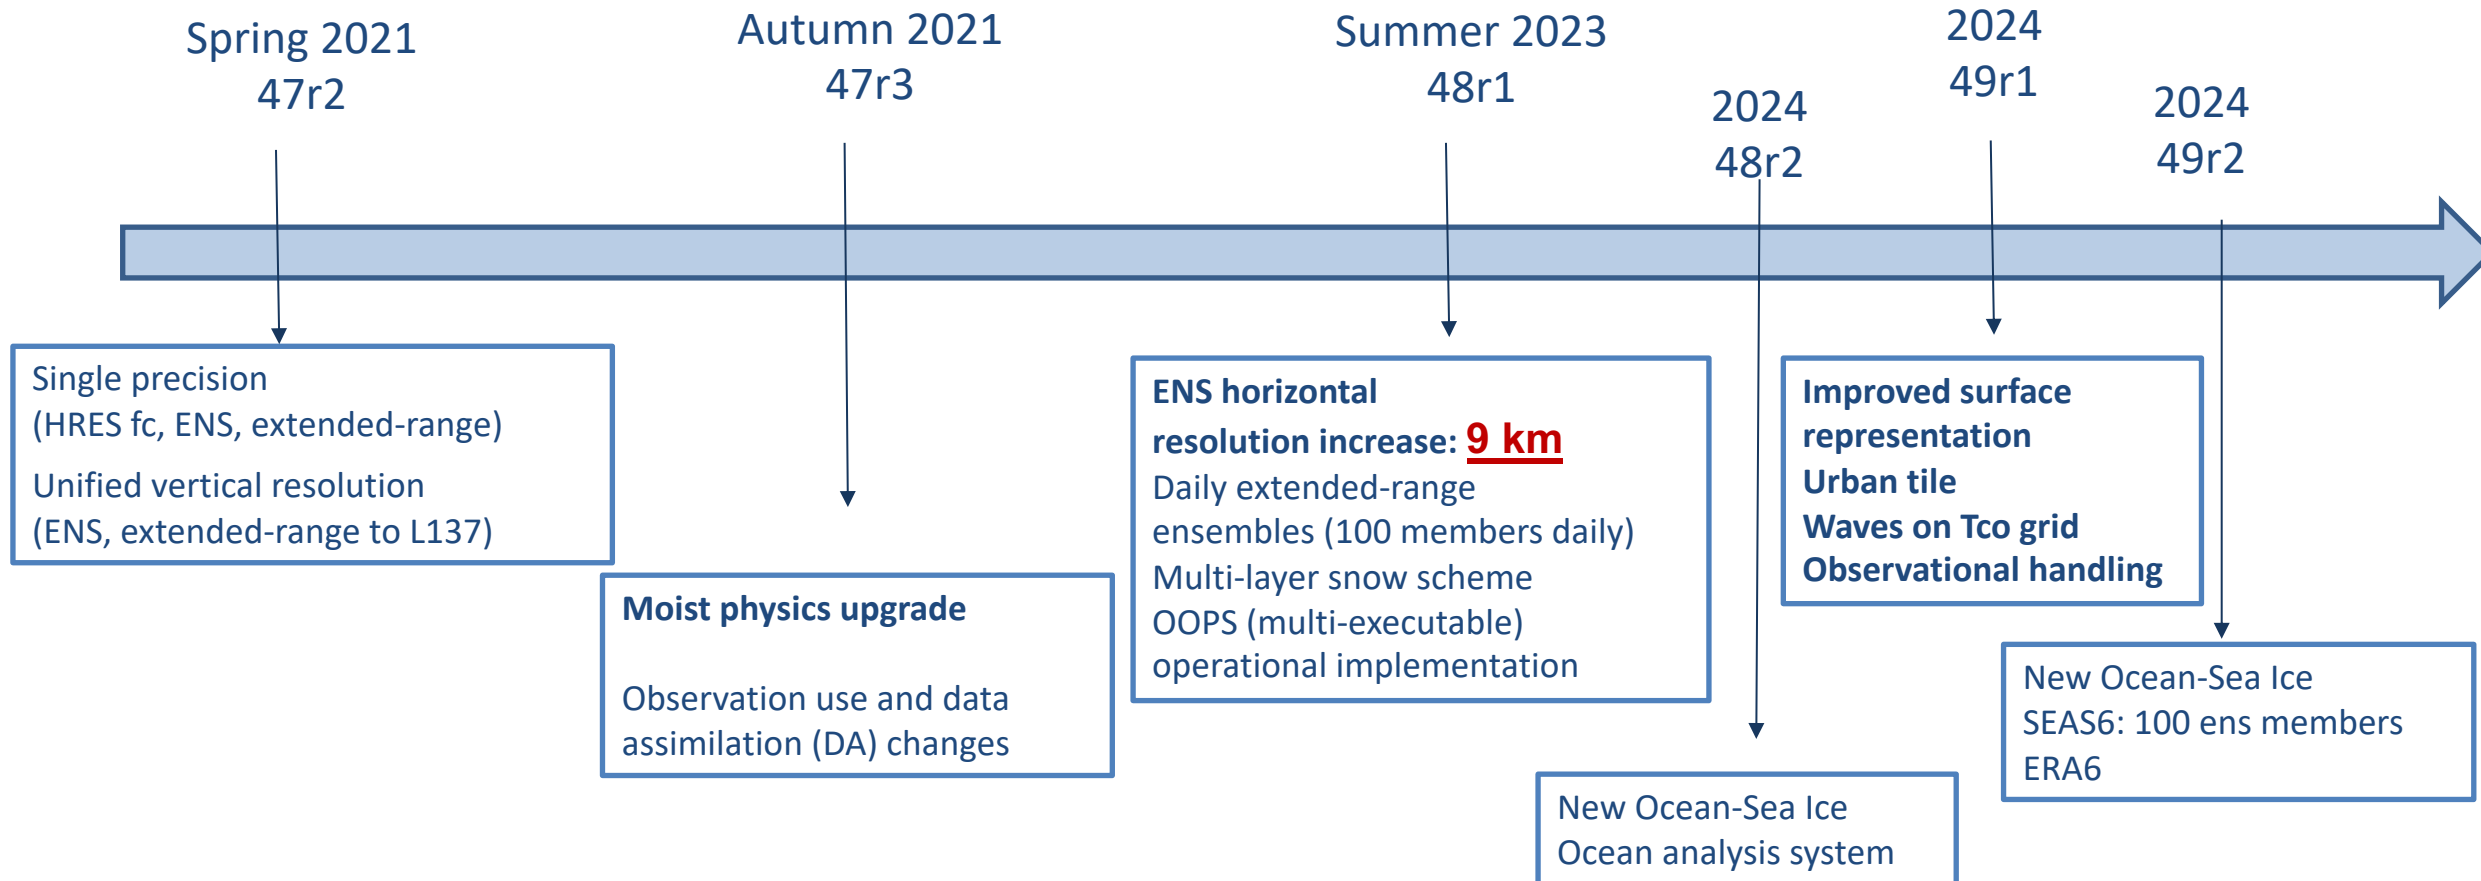 Spring 2021
47r2
Autumn 2021
47r3
Summer 2023
48r1
2024
48r2
2024
49r1
2024
49r2
Single precision
(HRES fc, ENS, extended-range)
Unified vertical resolution
(ENS, extended-range to L137)
Moist physics upgrade
Observation use and data
assimilation (DA) changes
ENS horizontal
resolution increase: 9 km
Daily extended-range
ensembles (100 members daily)
Multi-layer snow scheme
OOPS (multi-executable)
operational implementation
New Ocean-Sea Ice
Ocean analysis system
Improved surface
representation
Urban tile
Waves on Tco grid
Observational handling
New Ocean-Sea Ice
SEAS6: 100 ens members
ERA6